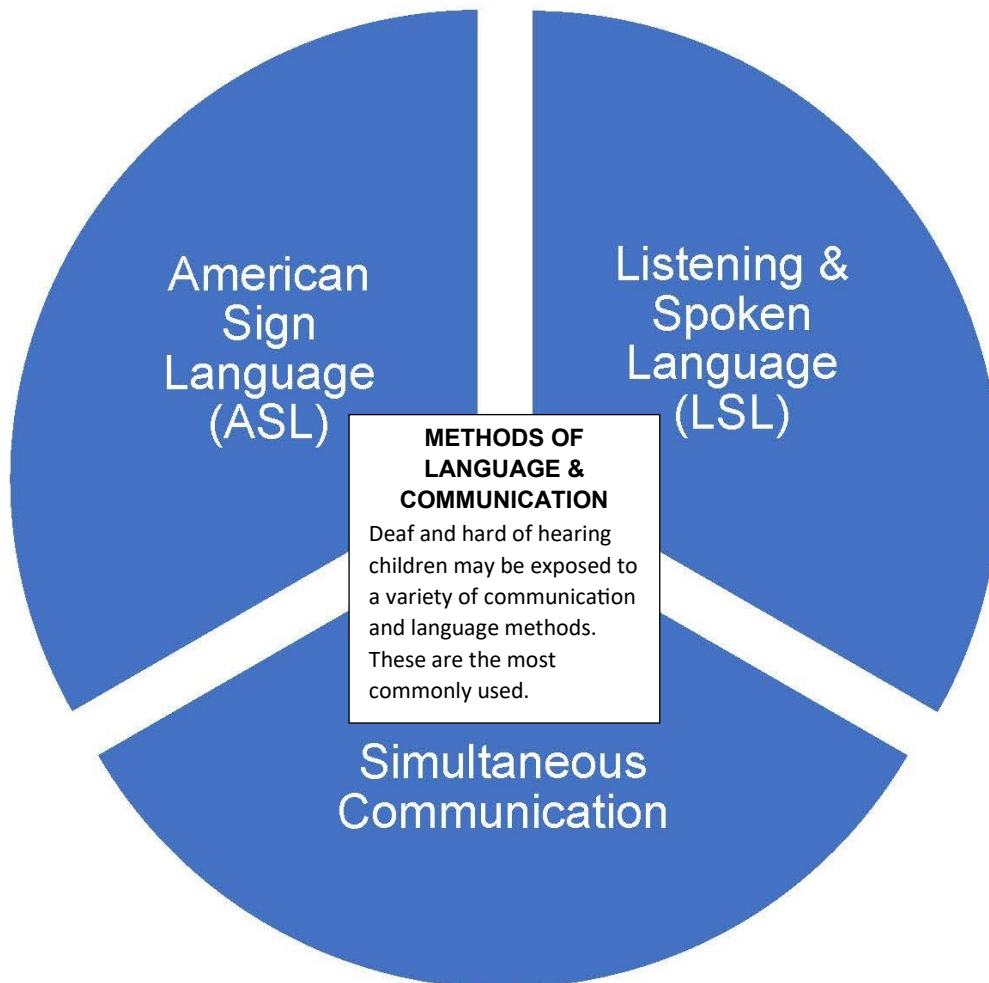 American
Sign
Language
(ASL)
Listening &
Spoken
Language
(LSL)
METHODS OF
LANGUAGE &
COMMUNICATION
Deaf and hard of hearing
children may be exposed to
a variety of communication
and language methods.
These are the most
commonly used.
Simultaneous
Communication